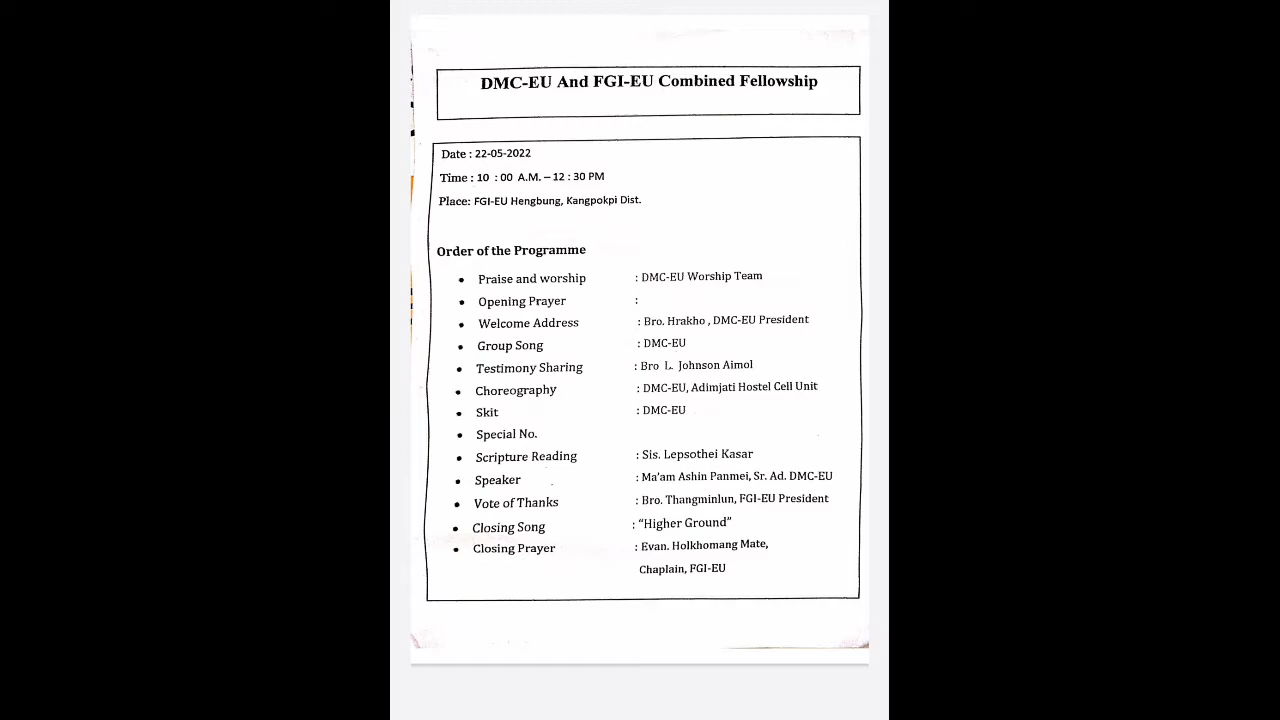 DMC-EU And FGI-EU Combined Fellowship
Date : 22-05-2022
Time : 10 : 00 A.M. – 12 : 30 PM
Place: FGI-EU Hengbung, Kangpokpi Dist.
Order of the Programme
• Praise and worship : DMC-EU Worship Team
• Opening Prayer :
• Welcome Address : Bro. Hrakho , DMC-EU President
• Group Song : DMC-EU
• Testimony Sharing : Bro L. Johnson Aimol
• Choreography : DMC-EU, Adimjati Hostel Cell Unit
• Skit : DMC-EU
• Special No.
• Scripture Reading : Sis. Lepsothei Kasar
• Speaker : Ma'am Ashin Panmei, Sr. Ad. DMC-EU
• Vote of Thanks : Bro. Thangminlun, FGI-EU President
• Closing Song : “Higher Ground”
• Closing Prayer : Evan. Holkhomang Mate,
Chaplain, FGI-EU